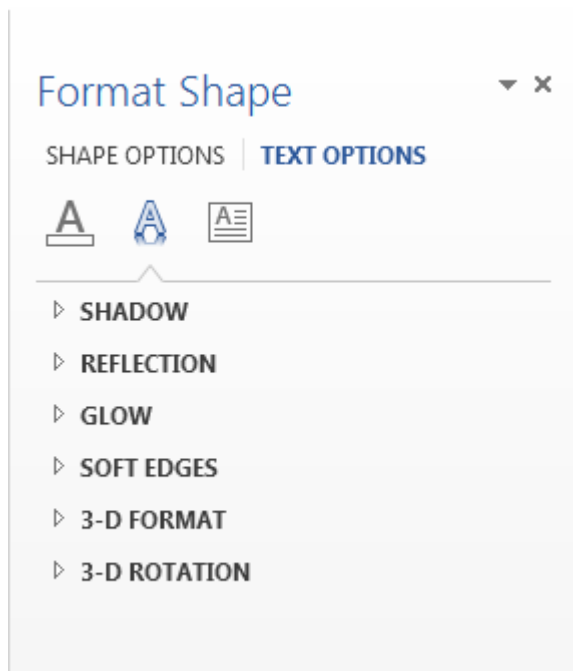 Format Shape
SHAPE OPTIONS TEXT OPTIONS
SHADOW
REFLECTION
GLOW
SOFT EDGES
3-D FORMAT
3-D ROTATION